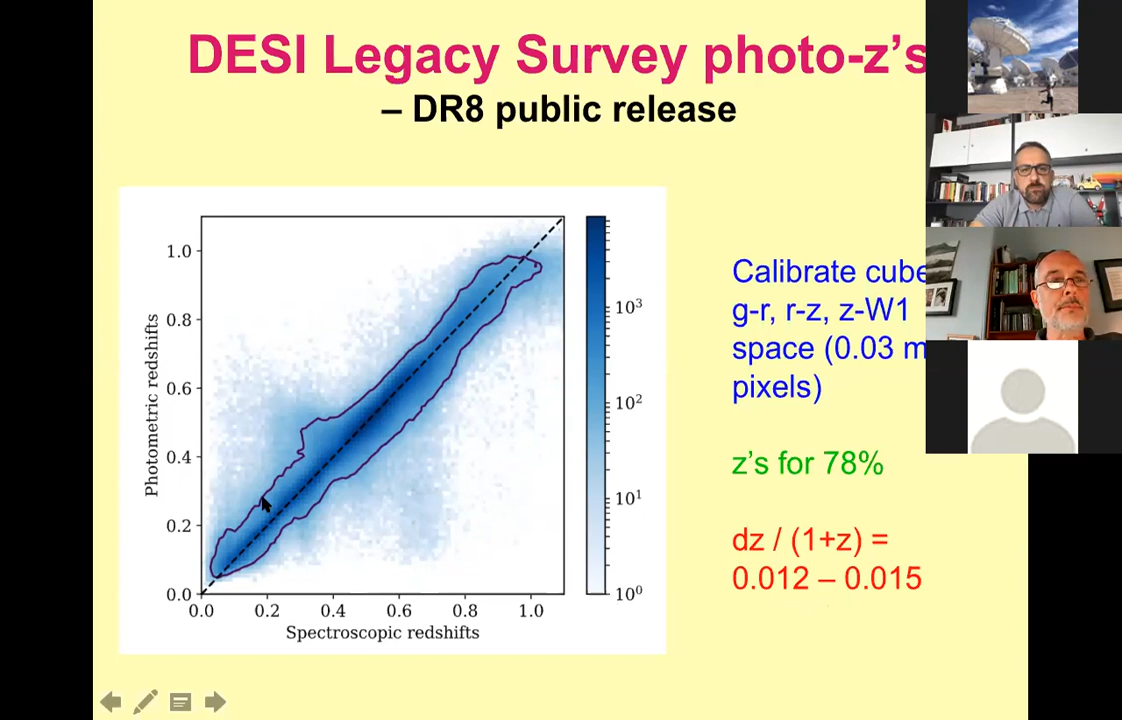 DESI Legacy Survey photo-z's
– DR8 public release
Calibrate cube
g-r, r-z, z-W1
space (0.03 m
pixels)
z's for 78%
dz / (1+z) =
0.012 – 0.015
Photometric redshifts
1.0
0.8
0.6
0.4
0.2
0.0
0.0 0.2 0.4 0.6 0.8 1.0
Spectroscopic redshifts
10³
10²
10¹
10⁰